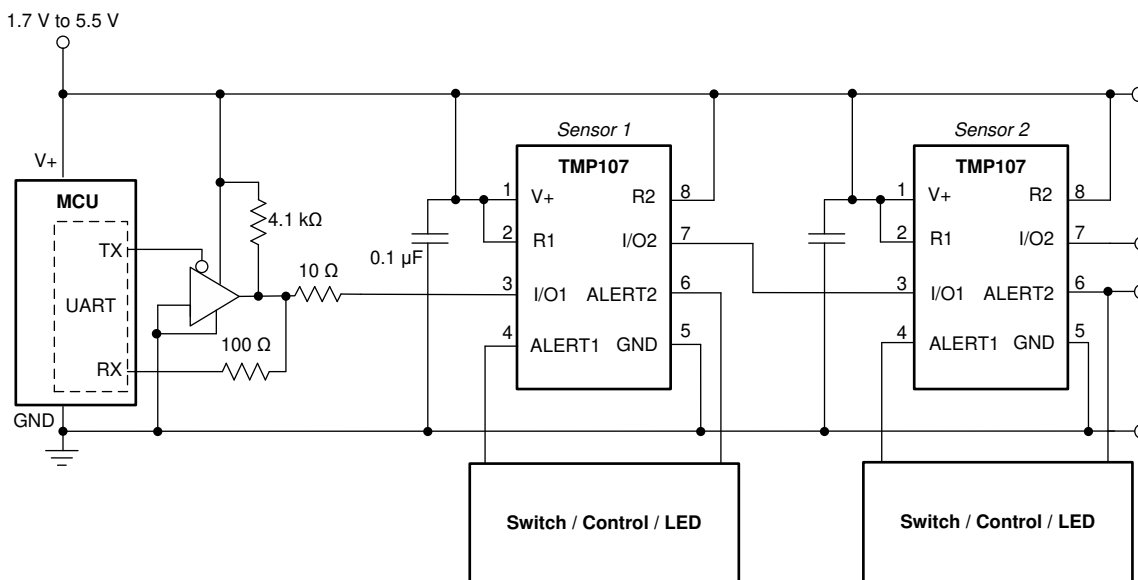 1.7 V to 5.5 V
V+
MCU
TX
UART
RX
GND
4.1 kΩ
10 Ω
100 Ω
0.1 µF
Sensor 1
TMP107
1
V+
R2
8
2
R1
I/O2
7
3
I/O1
ALERT2
6
4
ALERT1
GND
5
Switch / Control / LED
Sensor 2
TMP107
1
V+
R2
8
2
R1
I/O2
7
3
I/O1
ALERT2
6
4
ALERT1
GND
5
Switch / Control / LED